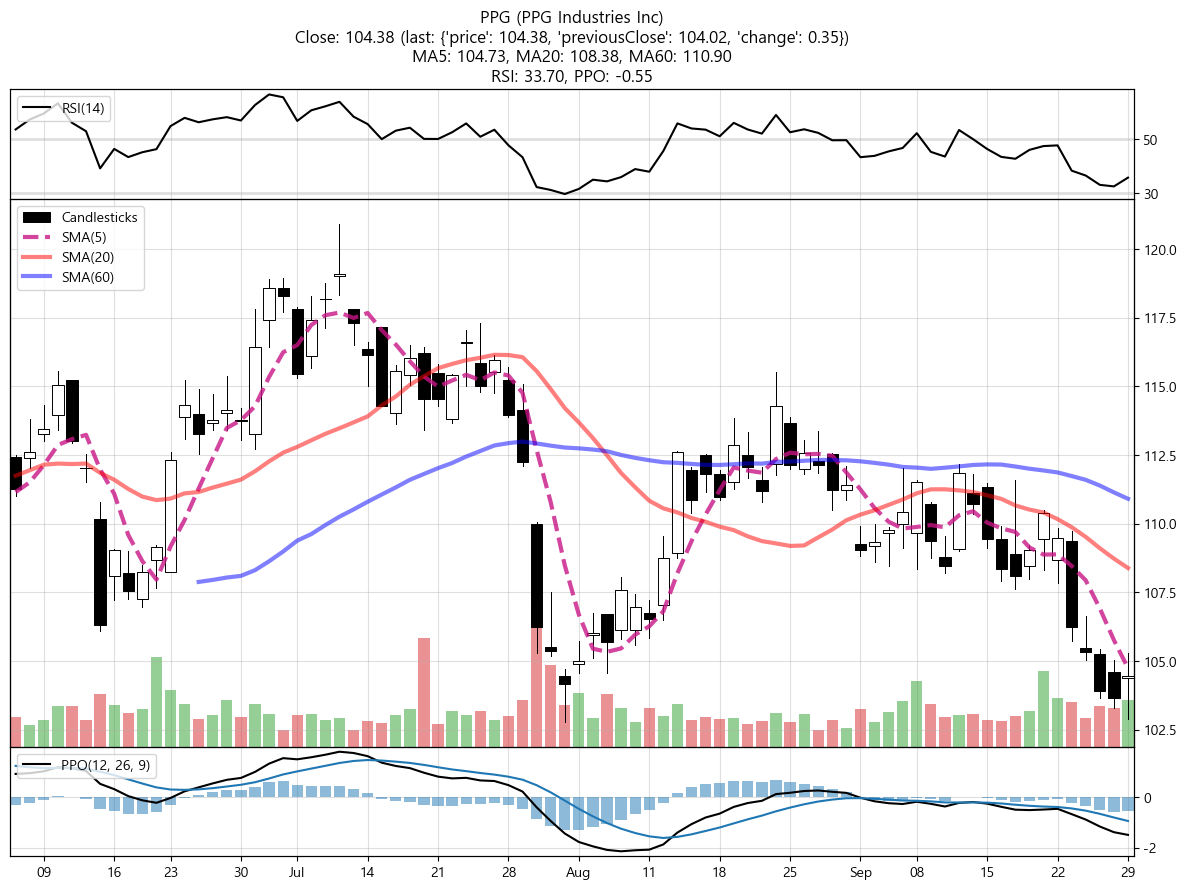 PPG (PPG Industries Inc)
Close: 104.38 (last: {'price': 104.38, 'previousClose': 104.02, 'change': 0.35})
MA5: 104.73, MA20: 108.38, MA60: 110.90
RSI: 33.70, PPO: -0.55
RSI(14)
50
30
Candlesticks
SMA(5)
SMA(20)
SMA(60)
120.0
117.5
115.0
112.5
110.0
107.5
105.0
102.5
PPO(12, 26, 9)
0
-2
09 16 23 30 Jul 14 21 28 Aug 11 18 25 Sep 08 15 22 29